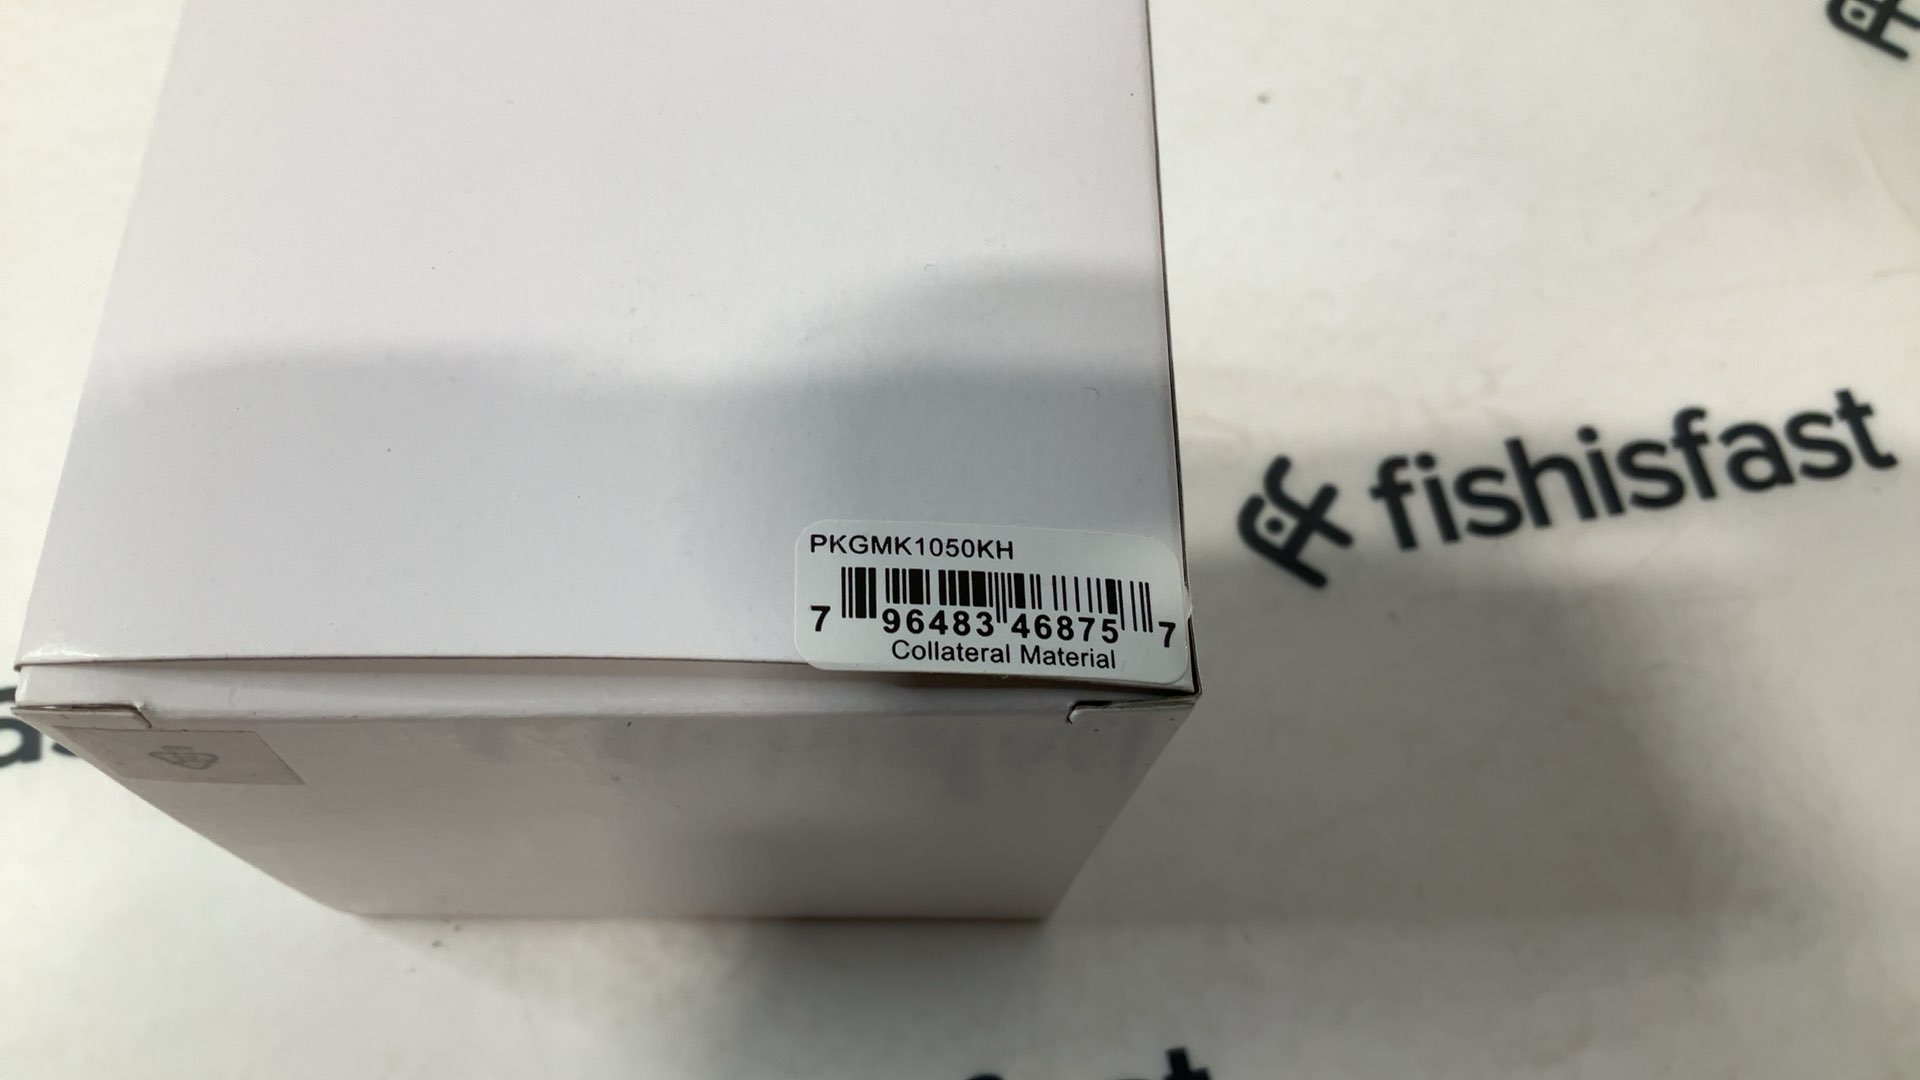 PKGMK1050KH
7 96483 46875 7
Collateral Material
fishisfast